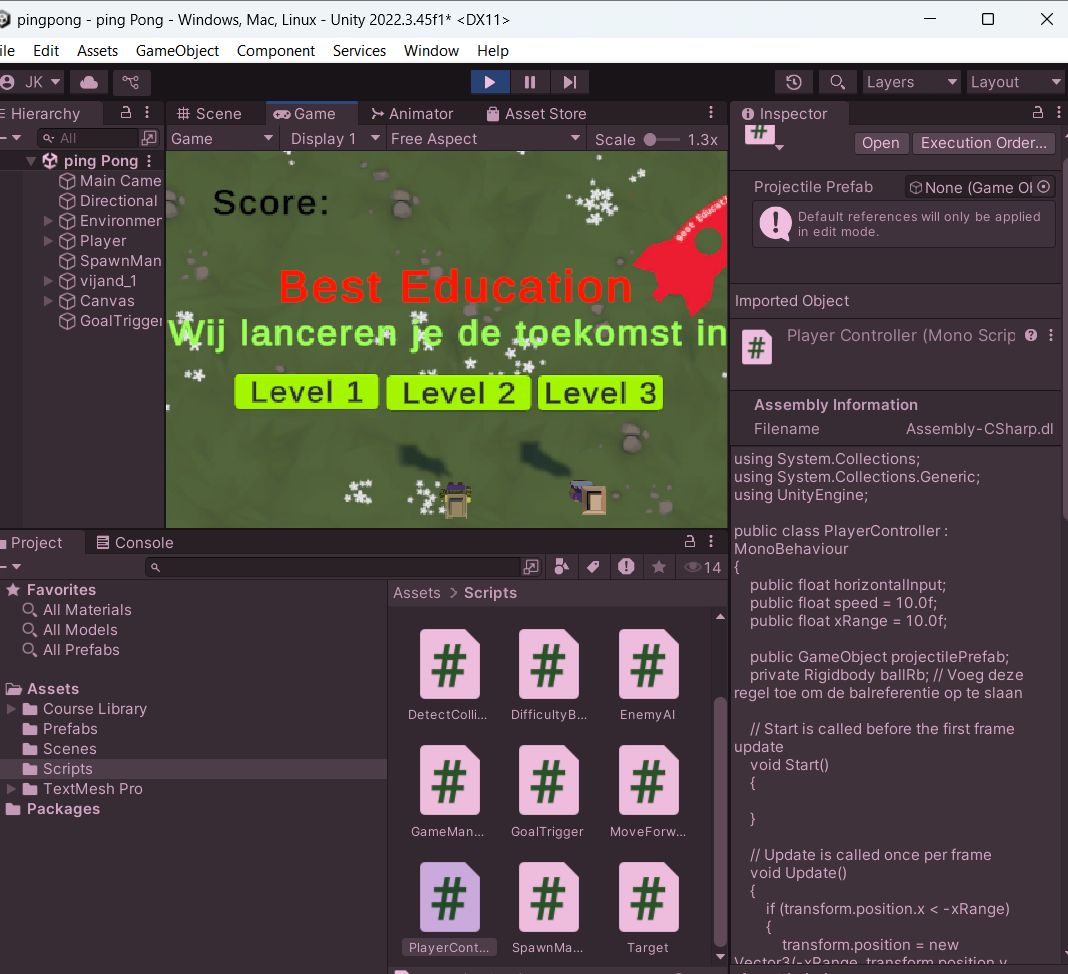 pingpong - ping Pong - Windows, Mac, Linux - Unity 2022.3.45f1* <DX11>
ile Edit Assets GameObject Component Services Window Help
JK
Layers
Layout
Hierarchy
All
ping Pong
Main Came
Directional
Environmen
Player
SpawnMan
vijand_1
Canvas
GoalTrigger
Scene
Game
Animator
Asset Store
Game
Display 1
Free Aspect
Scale
1.3x
Score:
Best Educati
Best Education
Wij lanceren je de toekomst in
Level 1
Level 2
Level 3
Inspector
#
Open
Execution Order...
Projectile Prefab
None (Game Ol
Default references will only be applied
in edit mode.
Imported Object
#
Player Controller (Mono Scrip
Assembly Information
Filename
Assembly-CSharp.dl
using System.Collections;
using System.Collections.Generic;
using UnityEngine;
public class PlayerController :
MonoBehaviour
{
public float horizontalInput;
public float speed = 10.0f;
public float xRange = 10.0f;
public GameObject projectilePrefab;
private Rigidbody ballRb; // Voeg deze
regel toe om de balreferentie op te slaan
// Start is called before the first frame
update
void Start()
{
}
// Update is called once per frame
void Update()
{
if (transform.position.x < -xRange)
{
transform.position = new
Vector3(-xRange, transform.position.y,
Project
Console
14
Favorites
All Materials
All Models
All Prefabs
Assets
Course Library
Prefabs
Scenes
Scripts
TextMesh Pro
Packages
Assets > Scripts
# # #
DetectColli...
DifficultyB...
EnemyAI
# # #
GameMan...
GoalTrigger
MoveForw...
# # #
PlayerCont...
SpawnMa...
Target